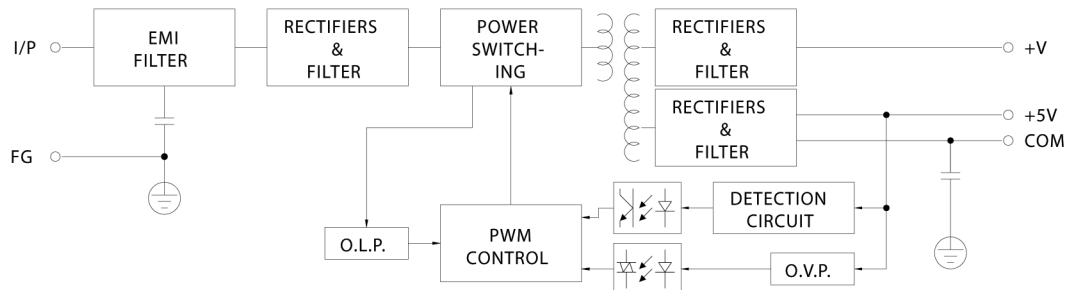 I/P
EMI
FILTER
RECTIFIERS
&
FILTER
POWER
SWITCH-
ING
RECTIFIERS
&
FILTER
+V
RECTIFIERS
&
FILTER
+5V
COM
FG
O.L.P.
PWM
CONTROL
DETECTION
CIRCUIT
O.V.P.